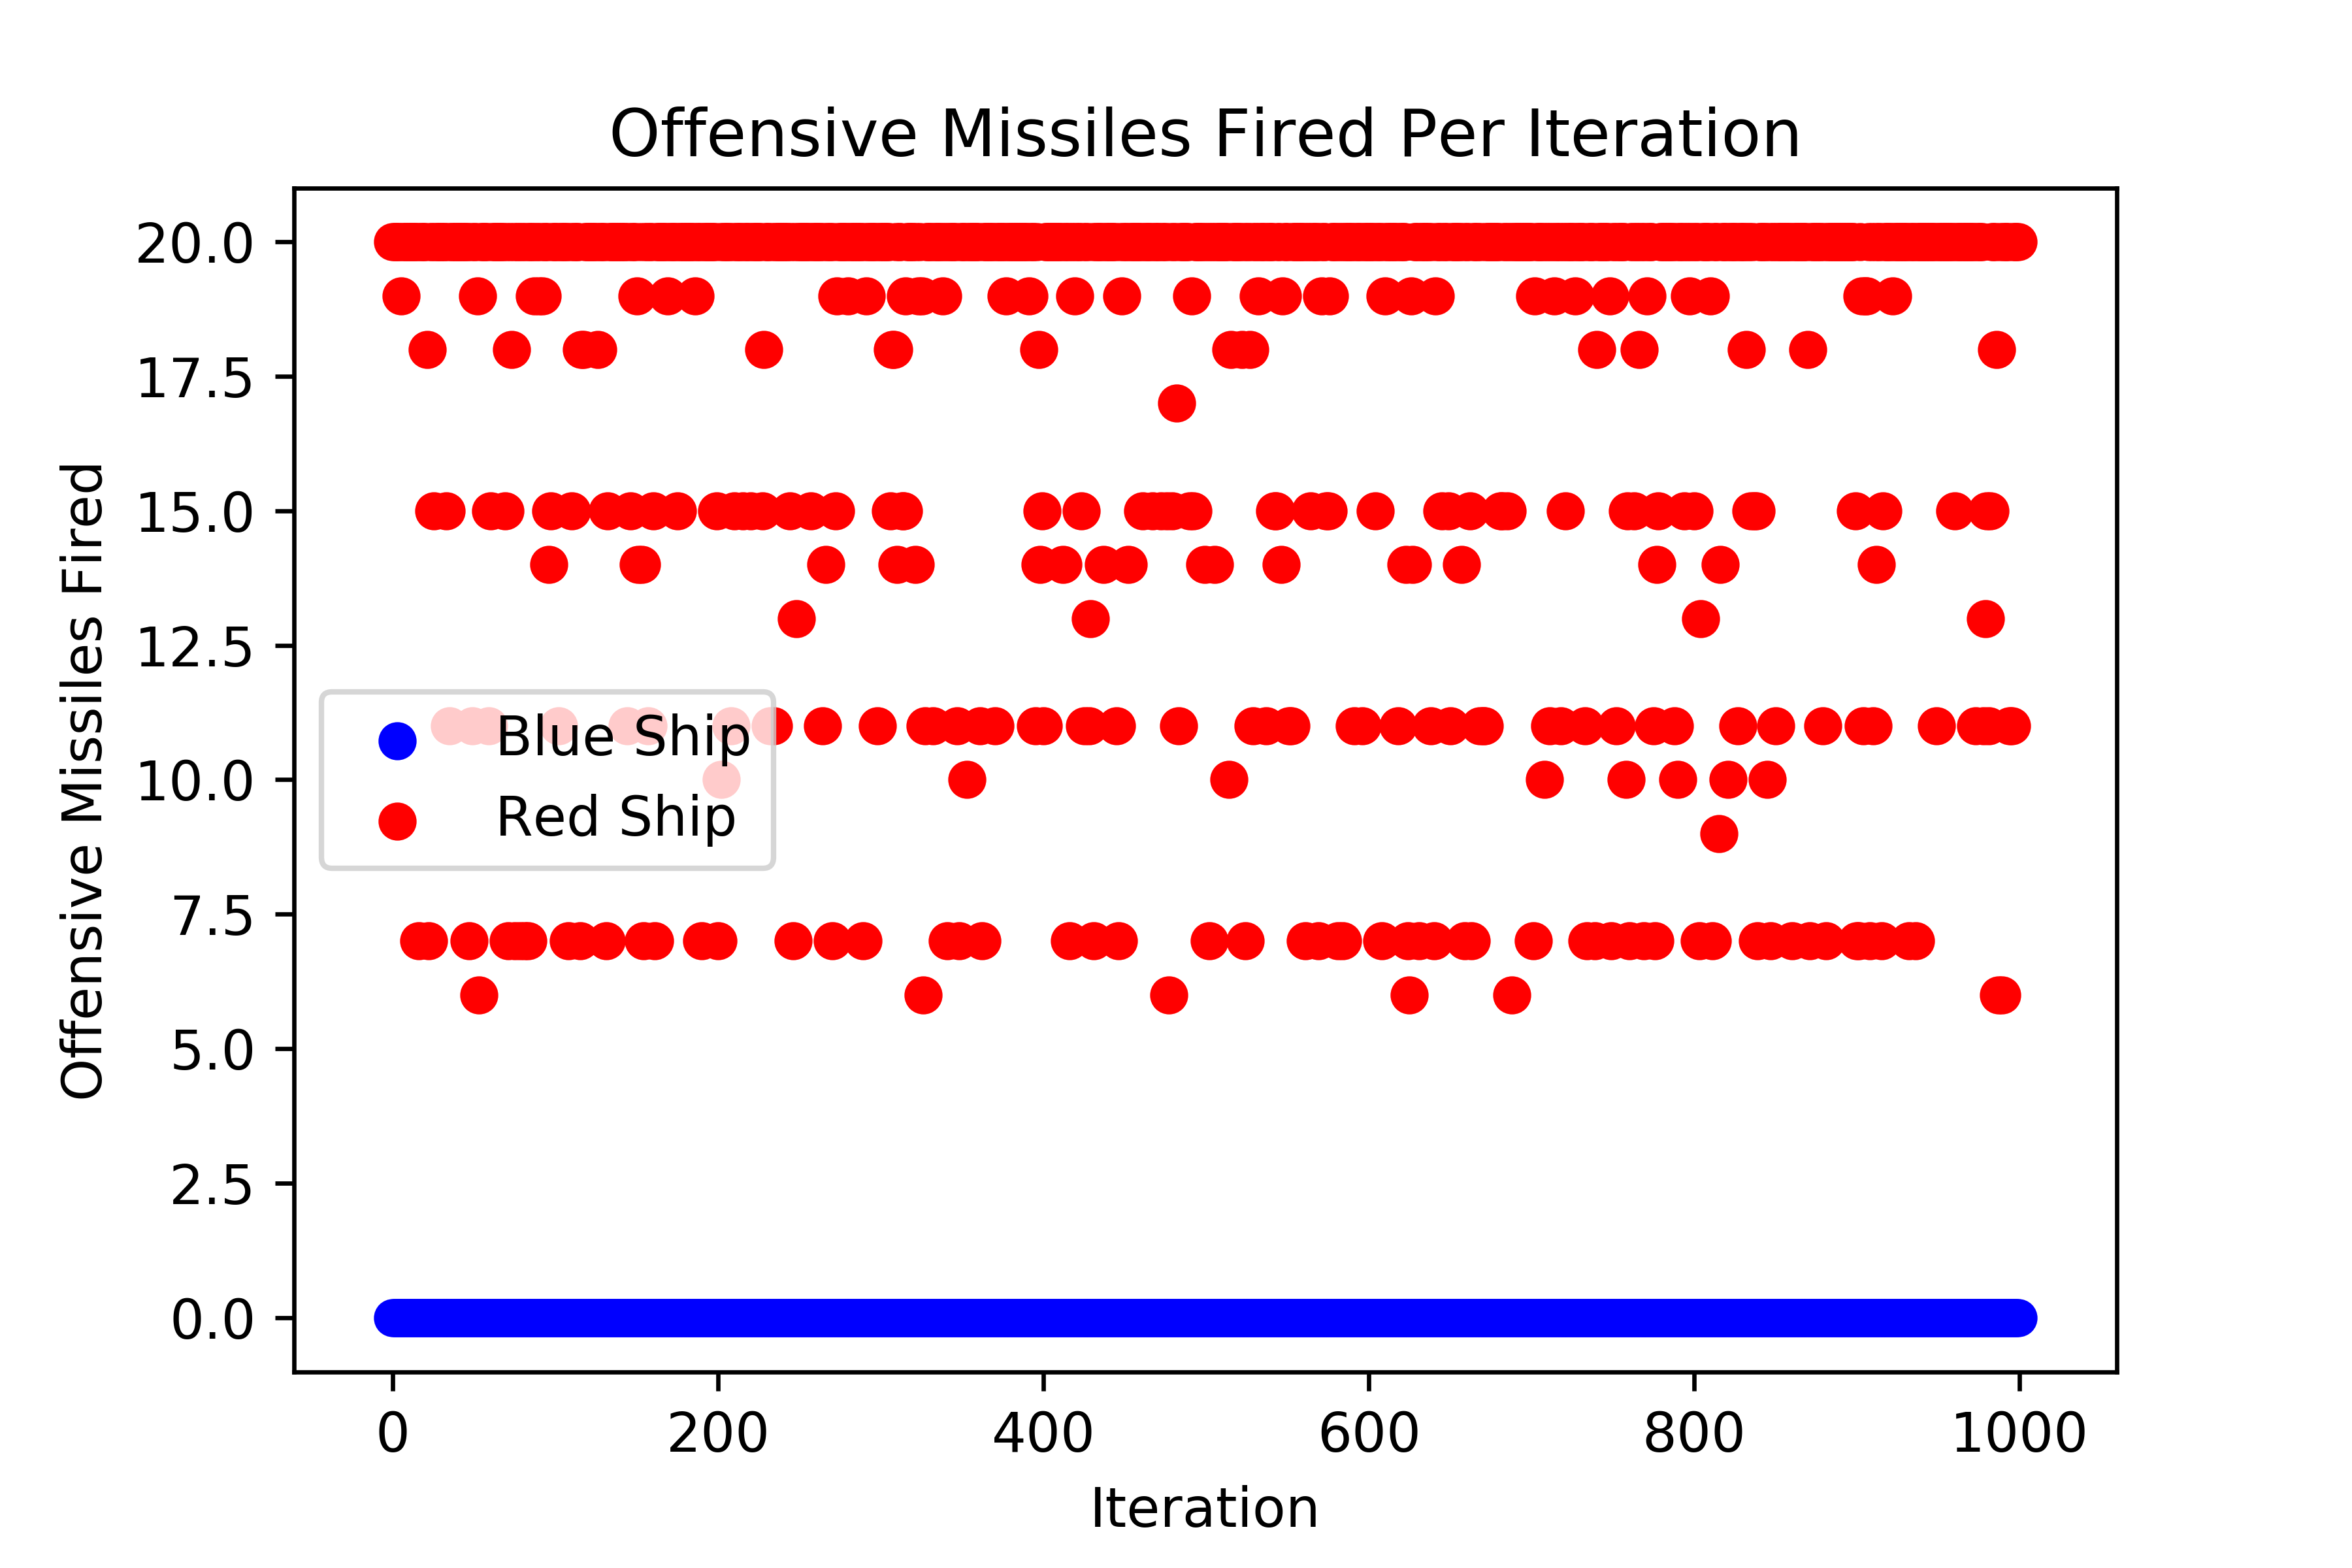 Offensive Missiles Fired Per Iteration
Offensive Missiles Fired
20.0
17.5
15.0
12.5
10.0
7.5
5.0
2.5
0.0
Blue Ship
Red Ship
0 200 400 600 800 1000
Iteration